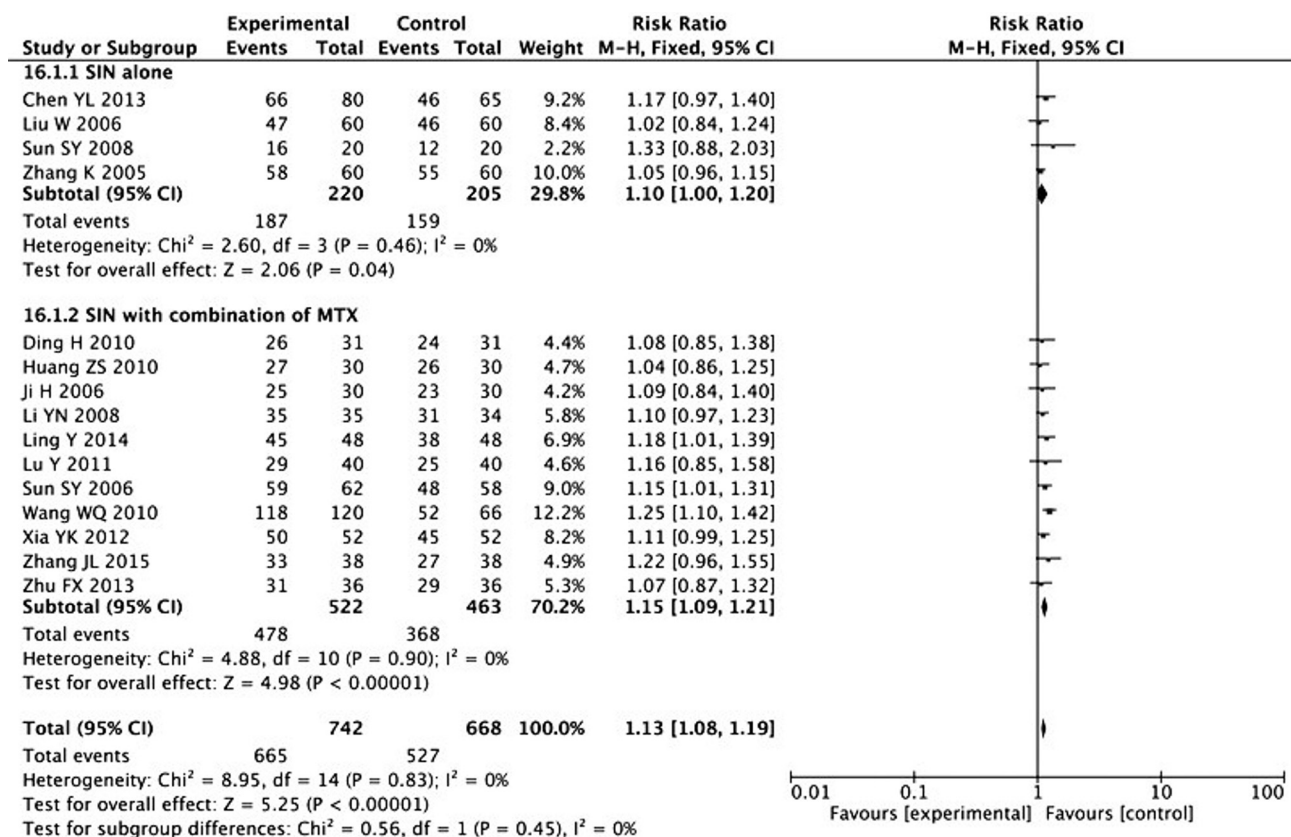 Experimental Control Risk Ratio Risk Ratio
Study or Subgroup Events Total Events Total Weight M-H, Fixed, 95% CI M-H, Fixed, 95% CI
16.1.1 SIN alone
Chen YL 2013 66 80 46 65 9.2% 1.17 [0.97, 1.40]
Liu W 2006 47 60 46 60 8.4% 1.02 [0.84, 1.24]
Sun SY 2008 16 20 12 20 2.2% 1.33 [0.88, 2.03]
Zhang K 2005 58 60 55 60 10.0% 1.05 [0.96, 1.15]
Subtotal (95% CI) 220 205 29.8% 1.10 [1.00, 1.20]
Total events 187 159
Heterogeneity: Chi² = 2.60, df = 3 (P = 0.46); I² = 0%
Test for overall effect: Z = 2.06 (P = 0.04)
16.1.2 SIN with combination of MTX
Ding H 2010 26 31 24 31 4.4% 1.08 [0.85, 1.38]
Huang ZS 2010 27 30 26 30 4.7% 1.04 [0.86, 1.25]
Ji H 2006 25 30 23 30 4.2% 1.09 [0.84, 1.40]
Li YN 2008 35 35 31 34 5.8% 1.10 [0.97, 1.23]
Ling Y 2014 45 48 38 48 6.9% 1.18 [1.01, 1.39]
Lu Y 2011 29 40 25 40 4.6% 1.16 [0.85, 1.58]
Sun SY 2006 59 62 48 58 9.0% 1.15 [1.01, 1.31]
Wang WQ 2010 118 120 52 66 12.2% 1.25 [1.10, 1.42]
Xia YK 2012 50 52 45 52 8.2% 1.11 [0.99, 1.25]
Zhang JL 2015 33 38 27 38 4.9% 1.22 [0.96, 1.55]
Zhu FX 2013 31 36 29 36 5.3% 1.07 [0.87, 1.32]
Subtotal (95% CI) 522 463 70.2% 1.15 [1.09, 1.21]
Total events 478 368
Heterogeneity: Chi² = 4.88, df = 10 (P = 0.90); I² = 0%
Test for overall effect: Z = 4.98 (P < 0.00001)
Total (95% CI) 742 668 100.0% 1.13 [1.08, 1.19]
Total events 665 527
Heterogeneity: Chi² = 8.95, df = 14 (P = 0.83); I² = 0%
Test for overall effect: Z = 5.25 (P < 0.00001)
Test for subgroup differences: Chi² = 0.56, df = 1 (P = 0.45), I² = 0%
0.01 0.1 1 10 100
Favours [experimental] Favours [control]